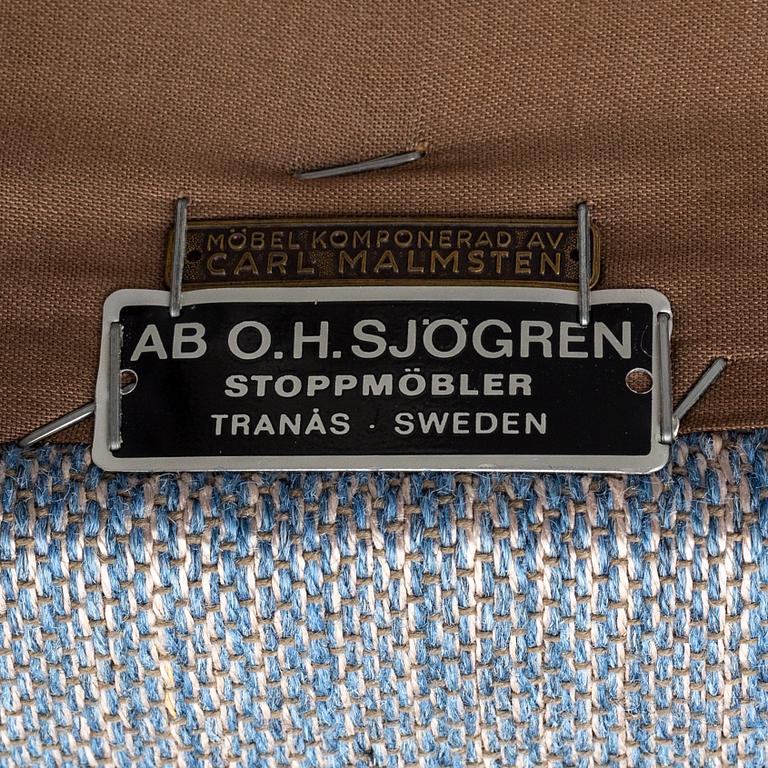 MÖBEL KOMPONERAD AV
CARL MALMSTEN
AB O.H. SJÖGREN
STOPPMÖBLER
TRANÅS · SWEDEN